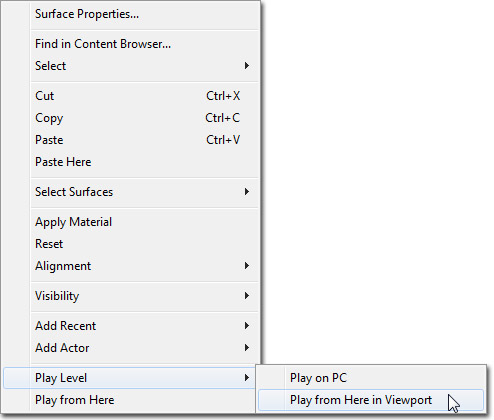 Surface Properties...
Find in Content Browser...
Select
Cut Ctrl+X
Copy Ctrl+C
Paste Ctrl+V
Paste Here
Select Surfaces
Apply Material
Reset
Alignment
Visibility
Add Recent
Add Actor
Play Level
Play from Here
Play on PC
Play from Here in Viewport